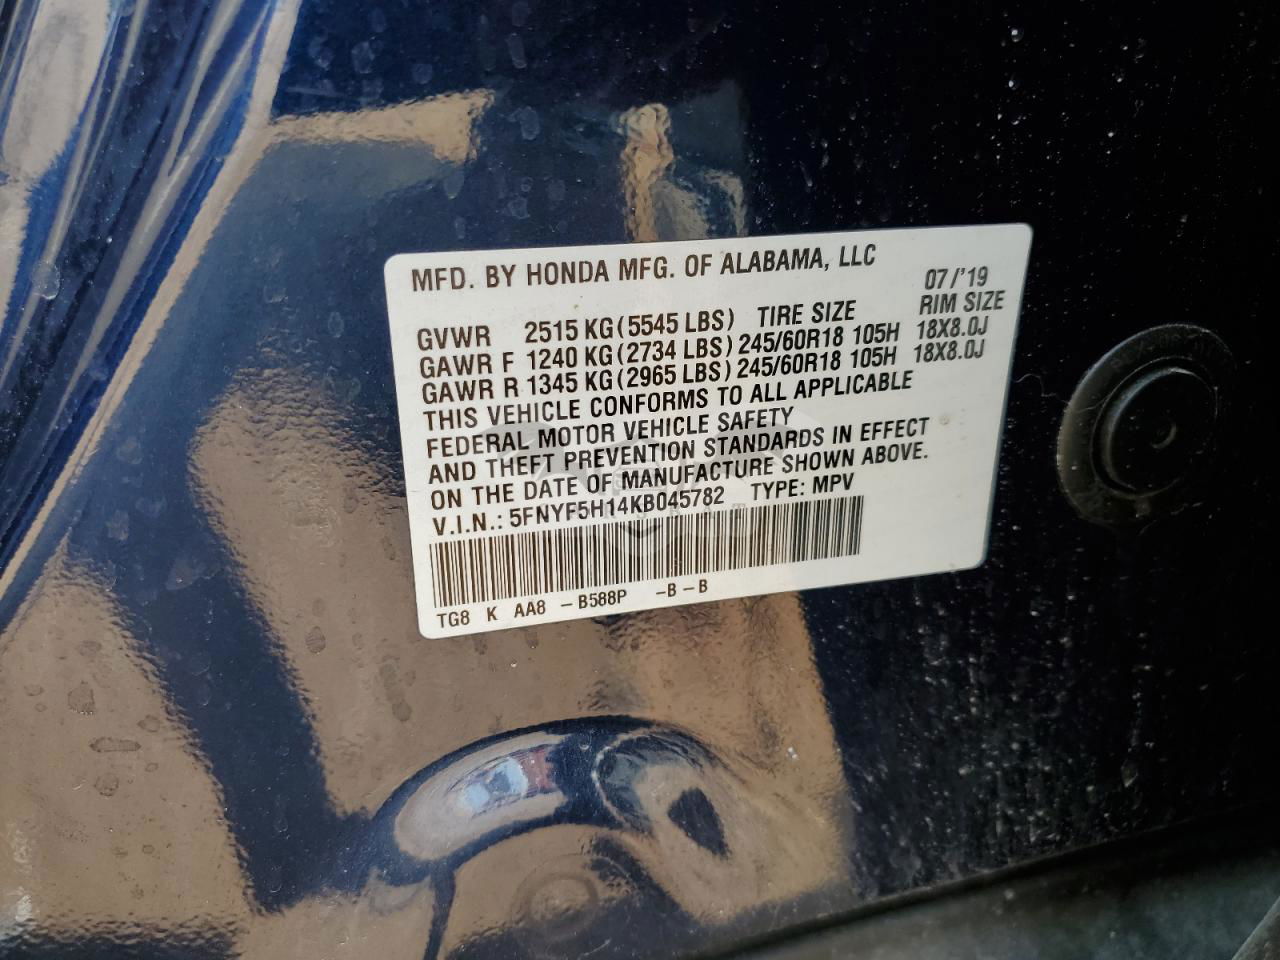 MFD. BY HONDA MFG. OF ALABAMA, LLC
07/'19
GVWR 2515 KG (5545 LBS) TIRE SIZE RIM SIZE
GAWR F 1240 KG (2734 LBS) 245/60R18 105H 18X8.0J
GAWR R 1345 KG (2965 LBS) 245/60R18 105H 18X8.0J
THIS VEHICLE CONFORMS TO ALL APPLICABLE
FEDERAL MOTOR VEHICLE SAFETY
AND THEFT PREVENTION STANDARDS IN EFFECT
ON THE DATE OF MANUFACTURE SHOWN ABOVE.
V.I.N.: 5FNYF5H14KB045782 TYPE: MPV
TG8 K AA8 -B588P -B-B